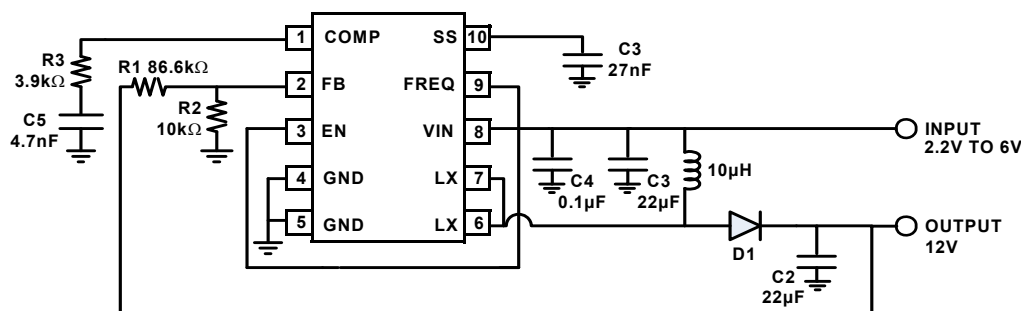 1 COMP SS 10
R3
3.9kΩ
R1 86.6kΩ
C3
27nF
2 FB FREQ 9
R2
10kΩ
C5
4.7nF
3 EN VIN 8
INPUT
2.2V TO 6V
10µH
4 GND LX 7
C4
0.1µF
C3
22µF
5 GND LX 6
OUTPUT
12V
D1
C2
22µF